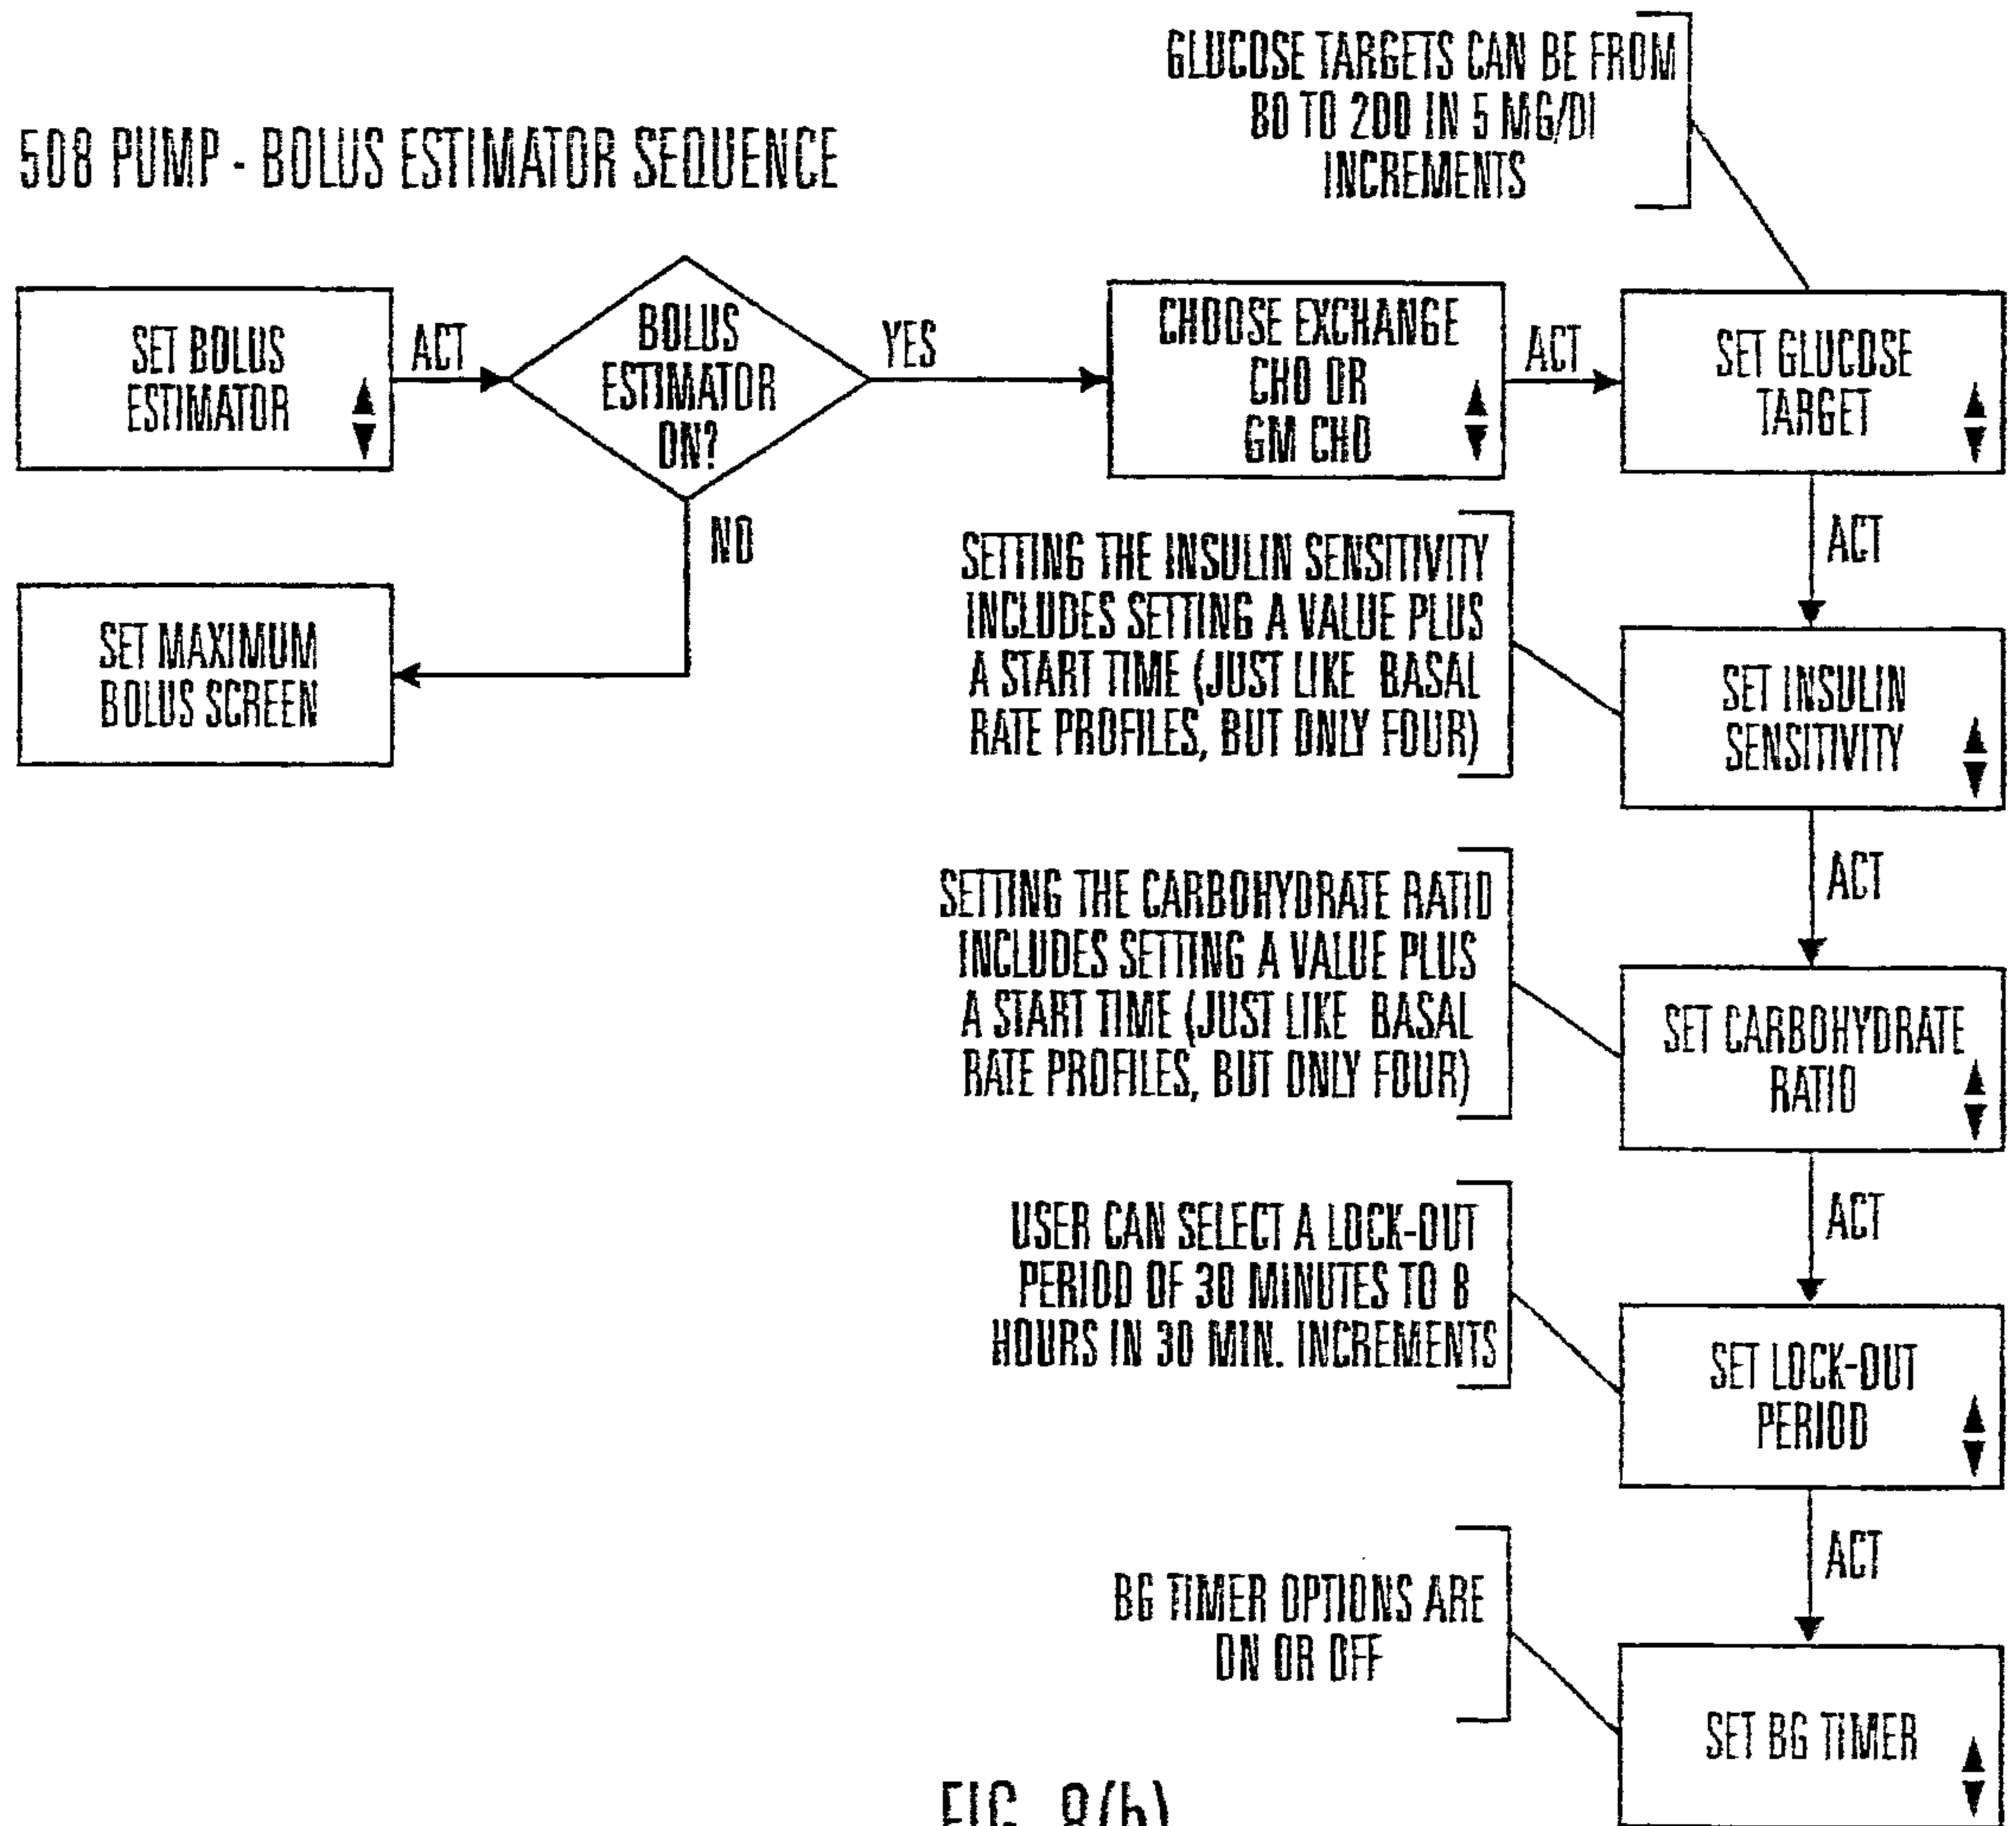 GLUCOSE TARGETS CAN BE FROM
80 TO 200 IN 5 MG/Dl
INCREMENTS
508 PUMP - BOLUS ESTIMATOR SEQUENCE
SET BOLUS
ESTIMATOR
ACT
BOLUS
ESTIMATOR
ON?
YES
CHOOSE EXCHANGE
CHO OR
GM CHO
ACT
SET GLUCOSE
TARGET
NO
ACT
SET MAXIMUM
BOLUS SCREEN
SETTING THE INSULIN SENSITIVITY
INCLUDES SETTING A VALUE PLUS
A START TIME (JUST LIKE BASAL
RATE PROFILES, BUT ONLY FOUR)
SET INSULIN
SENSITIVITY
ACT
SETTING THE CARBOHYDRATE RATIO
INCLUDES SETTING A VALUE PLUS
A START TIME (JUST LIKE BASAL
RATE PROFILES, BUT ONLY FOUR)
SET CARBOHYDRATE
RATIO
ACT
USER CAN SELECT A LOCK-OUT
PERIOD OF 30 MINUTES TO 8
HOURS IN 30 MIN. INCREMENTS
SET LOCK-OUT
PERIOD
ACT
BG TIMER OPTIONS ARE
ON OR OFF
SET BG TIMER
FIG. 8(b)